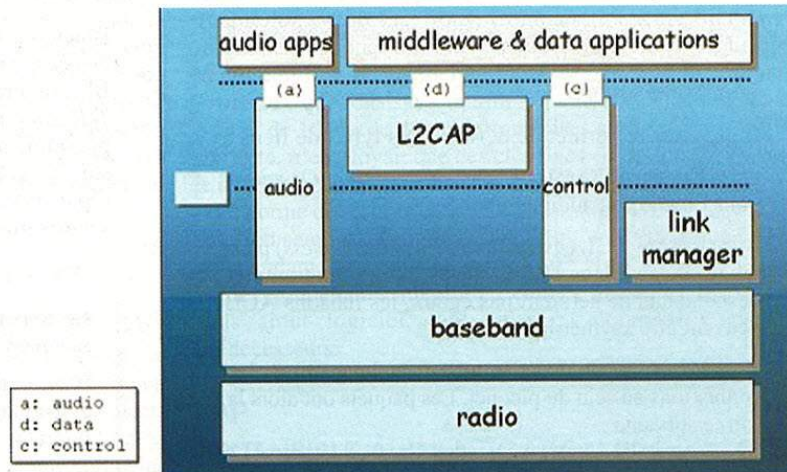 audio apps
middleware & data applications
(a)
(d)
(c)
L2CAP
audio
control
link
manager
baseband
radio
a: audio
d: data
c: control